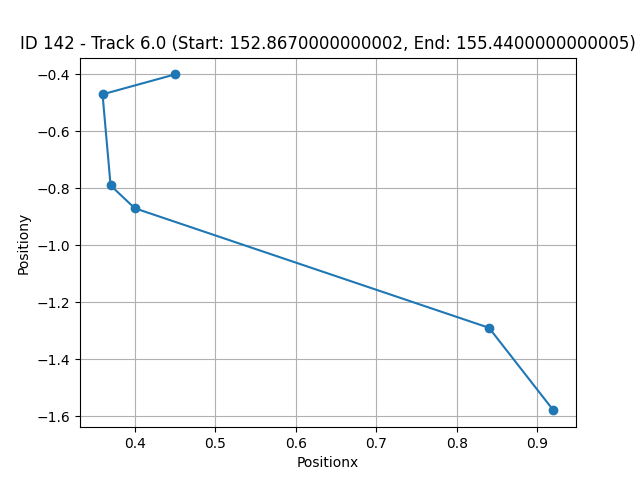 ID 142 - Track 6.0 (Start: 152.8670000000002, End: 155.4400000000005)
−0.4
−0.6
−0.8
−1.0
−1.2
−1.4
−1.6
Positiony
0.4 0.5 0.6 0.7 0.8 0.9
Positionx